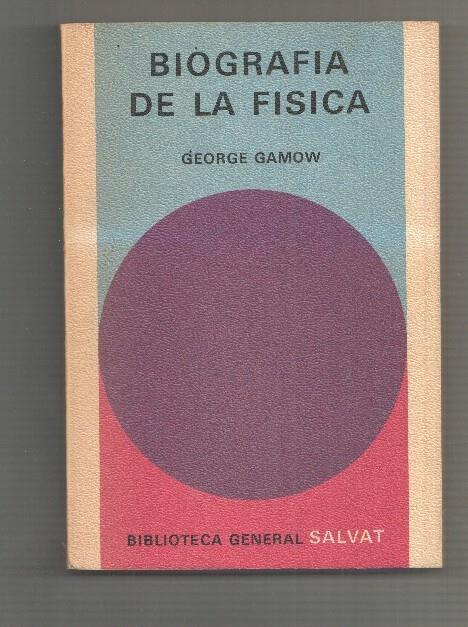 BIOGRAFIA
DE LA FISICA
GEORGE GAMOW
BIBLIOTECA GENERAL SALVAT